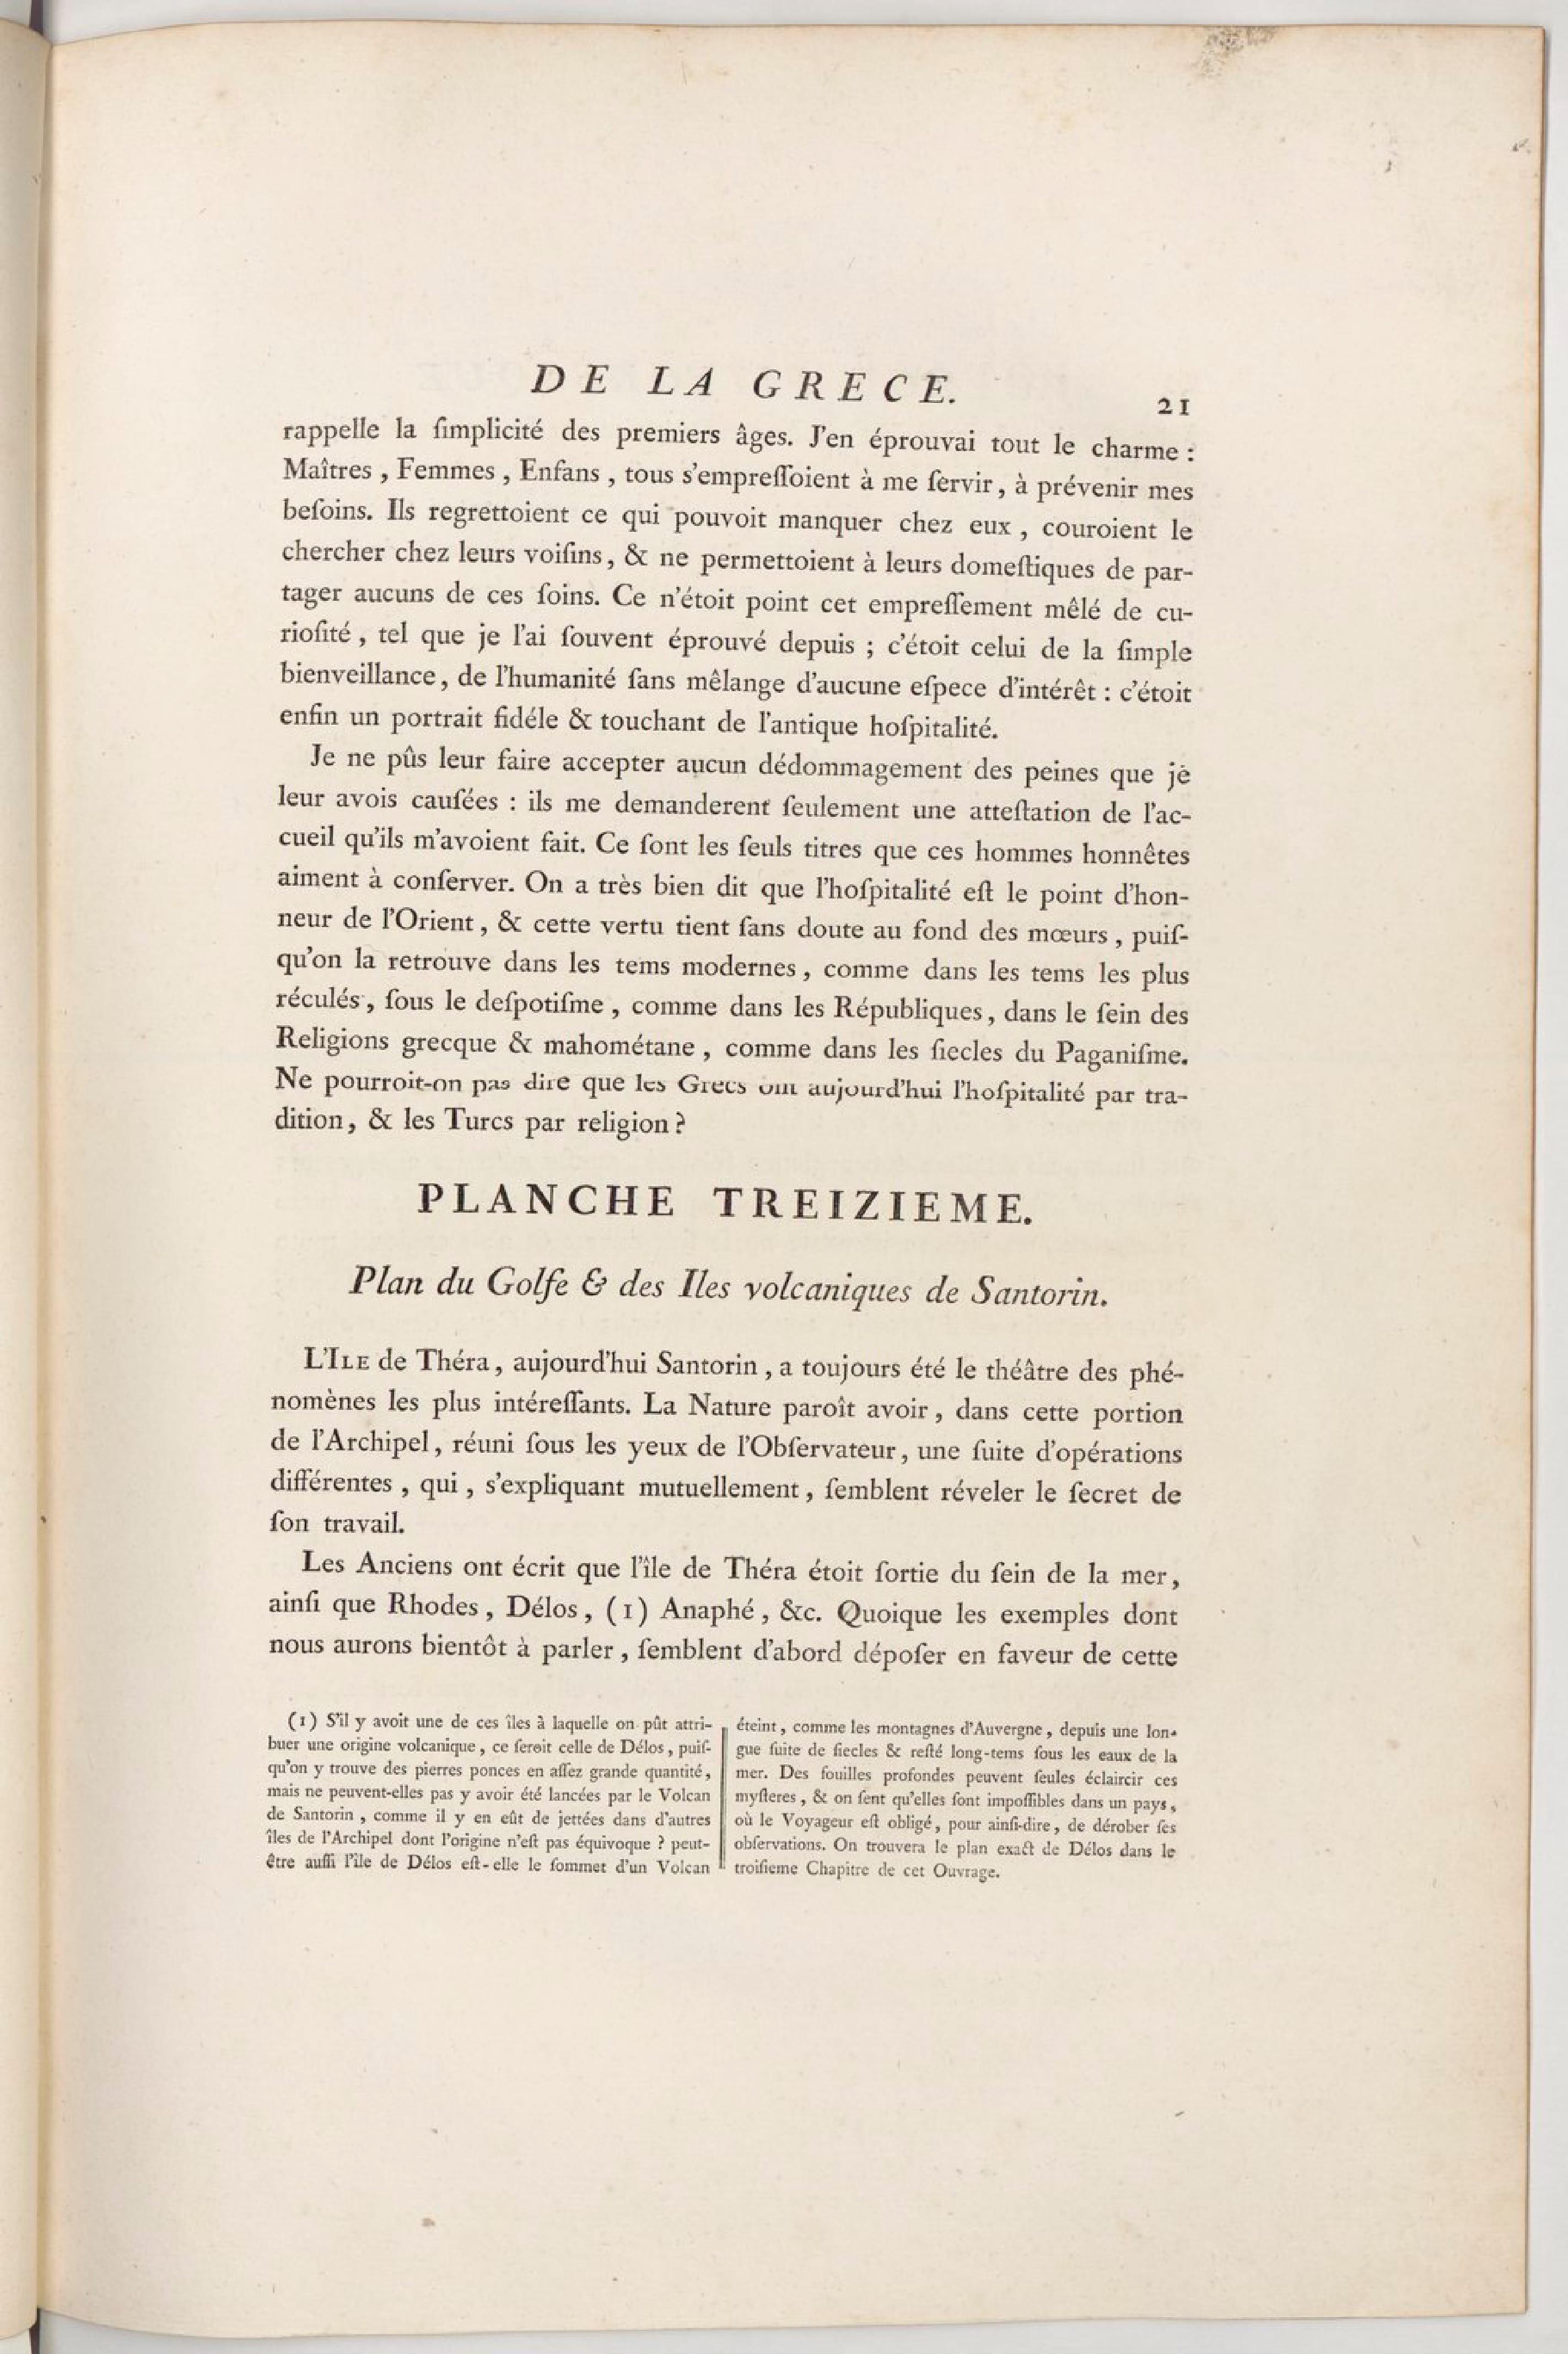 DE LA GRECE.
21
rappelle la ſimplicité des premiers âges. J'en éprouvai tout le charme :
Maîtres , Femmes , Enfans , tous s'empreſſoient à me ſervir, à prévenir mes
beſoins. Ils regrettoient ce qui pouvoit manquer chez eux , couroient le
chercher chez leurs voiſins, & ne permettoient à leurs domeſtiques de par-
tager aucuns de ces ſoins. Ce n'étoit point cet empreſſement mêlé de cu-
rioſité , tel que je l'ai ſouvent éprouvé depuis ; c'étoit celui de la ſimple
bienveillance, de l'humanité ſans mêlange d'aucune eſpece d'intérêt : c'étoit
enfin un portrait fidéle & touchant de l'antique hoſpitalité.
Je ne pûs leur faire accepter aucun dédommagement des peines que je
leur avois cauſées : ils me demanderent ſeulement une atteſtation de l'ac-
cueil qu'ils m'avoient fait. Ce ſont les ſeuls titres que ces hommes honnêtes
aiment à conſerver. On a très bien dit que l'hoſpitalité eſt le point d'hon-
neur de l'Orient, & cette vertu tient ſans doute au fond des mœurs , puiſ-
qu'on la retrouve dans les tems modernes, comme dans les tems les plus
réculés, ſous le deſpotiſme , comme dans les Républiques, dans le ſein des
Religions grecque & mahométane , comme dans les ſiecles du Paganiſme.
Ne pourroit-on pas dire que les Grecs ont aujourd'hui l'hoſpitalité par tra-
dition, & les Turcs par religion ?
PLANCHE TREIZIEME.
Plan du Golfe & des Iles volcaniques de Santorin.
L'ILE de Théra, aujourd'hui Santorin , a toujours été le théâtre des phé-
nomènes les plus intéreſſants. La Nature paroît avoir, dans cette portion
de l'Archipel, réuni ſous les yeux de l'Obſervateur, une ſuite d'opérations
différentes , qui , s'expliquant mutuellement, ſemblent réveler le ſecret de
ſon travail.
Les Anciens ont écrit que l'île de Théra étoit ſortie du ſein de la mer,
ainſi que Rhodes, Délos, (1) Anaphé, &c. Quoique les exemples dont
nous aurons bientôt à parler, ſemblent d'abord dépoſer en faveur de cette
(1) S'il y avoit une de ces îles à laquelle on pût attri-
buer une origine volcanique, ce ſeroit celle de Délos, puiſ-
qu'on y trouve des pierres ponces en aſſez grande quantité,
mais ne peuvent-elles pas y avoir été lancées par le Volcan
de Santorin , comme il y en eût de jettées dans d'autres
îles de l'Archipel dont l'origine n'eſt pas équivoque ? peut-
être auſſi l'île de Délos eſt-elle le ſommet d'un Volcan
éteint, comme les montagnes d'Auvergne, depuis une lon-
gue ſuite de ſiecles & reſté long-tems ſous les eaux de la
mer. Des fouilles profondes peuvent ſeules éclaircir ces
myſteres, & on ſent qu'elles ſont impoſſibles dans un pays,
où le Voyageur eſt obligé, pour ainſi-dire, de dérober ſes
obſervations. On trouvera le plan exact de Délos dans le
troiſieme Chapitre de cet Ouvrage.